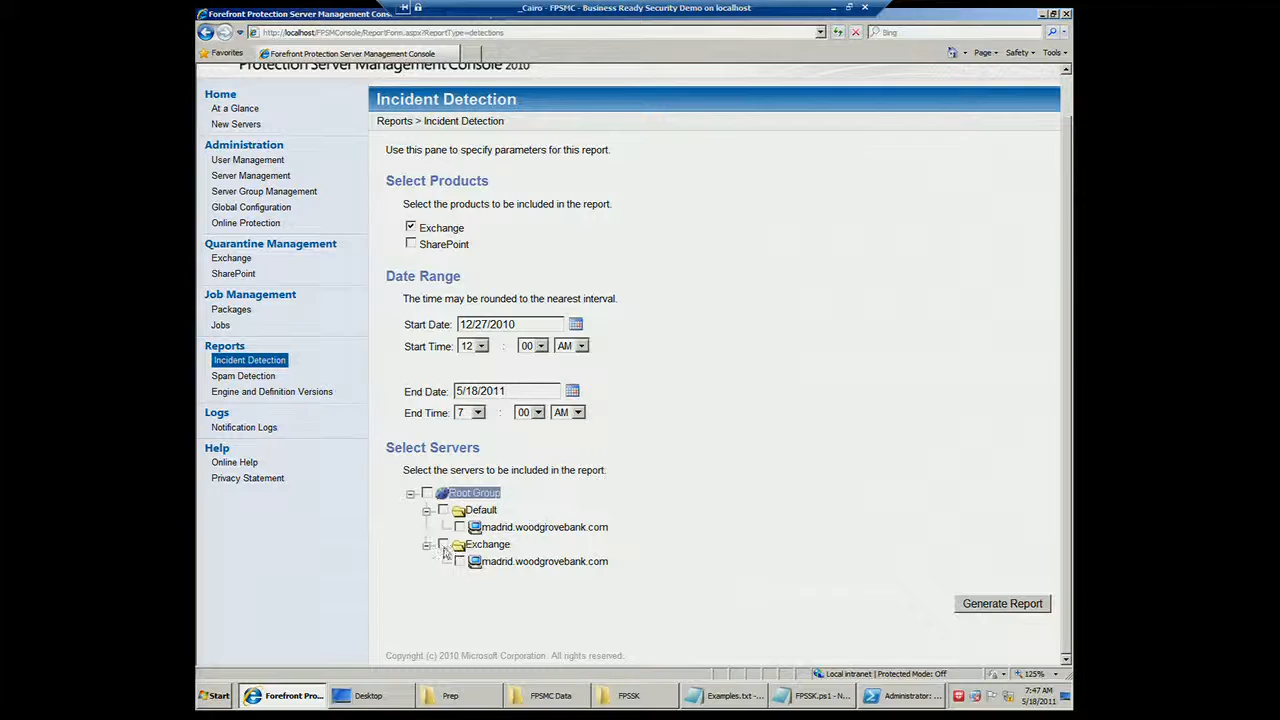 Forefront Protection Server Management Cons
_Cairo - FPSMC - Business Ready Security Demo on localhost
http://localhost/FPSMConsole/ReportForm.aspx?ReportType=detections
Bing
Favorites
Forefront Protection Server Management Console
Page
Safety
Tools
Protection Server Management Console 2010
Home
At a Glance
New Servers
Administration
User Management
Server Management
Server Group Management
Global Configuration
Online Protection
Quarantine Management
Exchange
SharePoint
Job Management
Packages
Jobs
Reports
Incident Detection
Spam Detection
Engine and Definition Versions
Logs
Notification Logs
Help
Online Help
Privacy Statement
Incident Detection
Reports > Incident Detection
Use this pane to specify parameters for this report.
Select Products
Select the products to be included in the report.
Exchange
SharePoint
Date Range
The time may be rounded to the nearest interval.
Start Date: 12/27/2010
Start Time: 12 : 00 AM
End Date: 5/18/2011
End Time: 7 : 00 AM
Select Servers
Select the servers to be included in the report.
Root Group
Default
madrid.woodgrovebank.com
Exchange
madrid.woodgrovebank.com
Generate Report
Copyright (c) 2010 Microsoft Corporation. All rights reserved.
Local intranet | Protected Mode: Off
125%
Start
Forefront Pro...
Desktop
Prep
FPSMC Data
FPSSK
Examples.txt -...
FPSSK.ps1 - N...
Administrator: ...
7:47 AM
5/18/2011